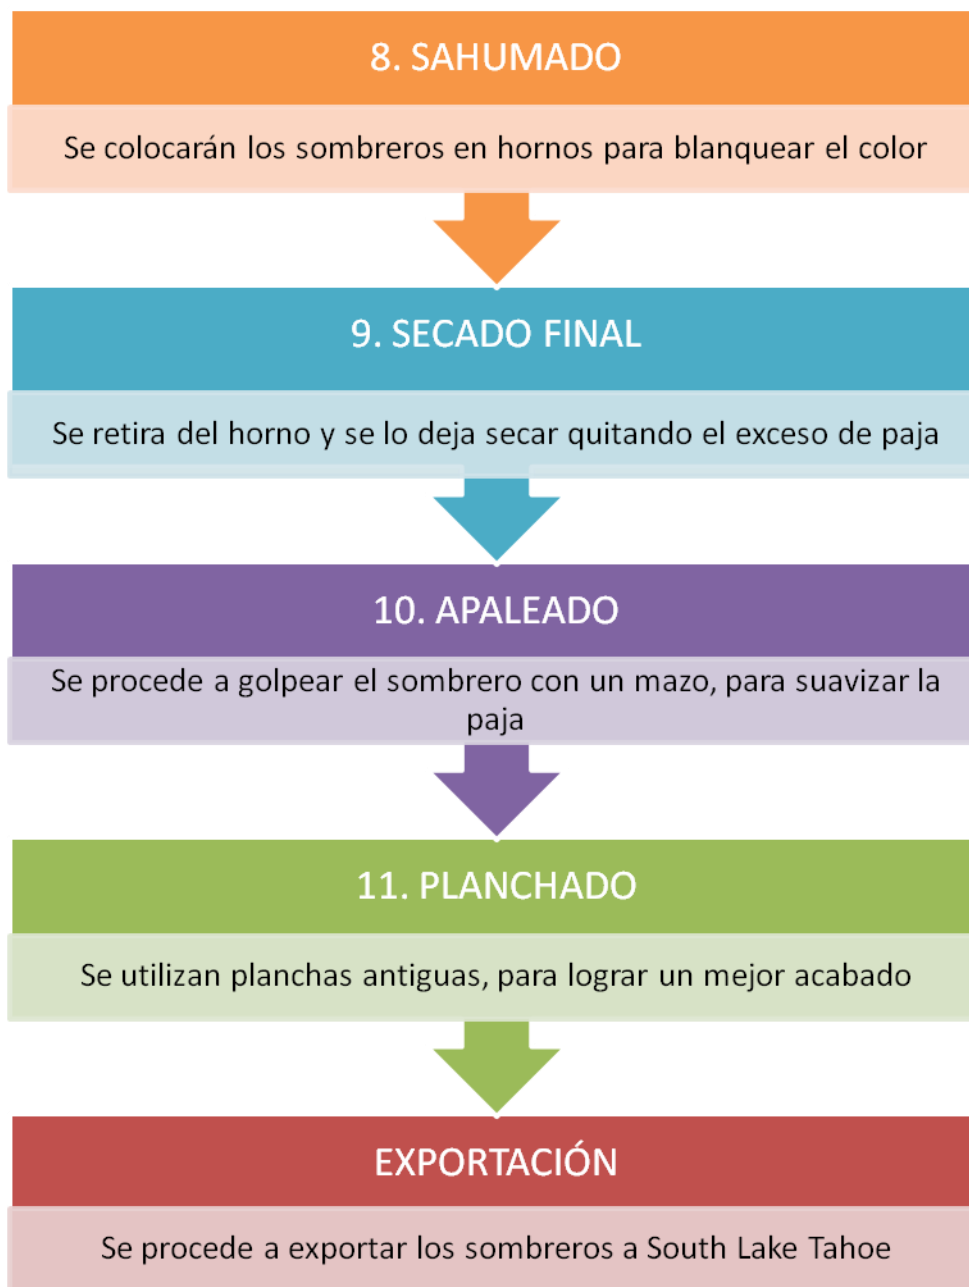 8. SAHUMADO
Se colocarán los sombreros en hornos para blanquear el color
9. SECADO FINAL
Se retira del horno y se lo deja secar quitando el exceso de paja
10. APALEADO
Se procede a golpear el sombrero con un mazo, para suavizar la
paja
11. PLANCHADO
Se utilizan planchas antiguas, para lograr un mejor acabado
EXPORTACIÓN
Se procede a exportar los sombreros a South Lake Tahoe